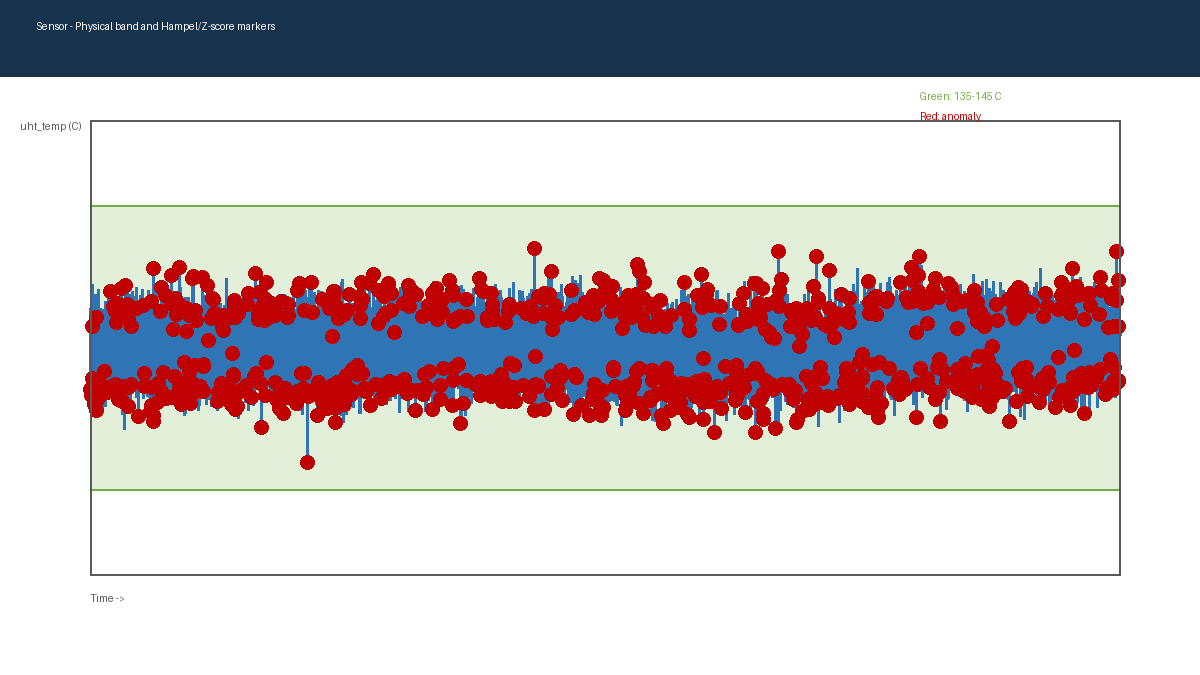 Sensor - Physical band and Hampel/Z-score markers
Green: 135-145 C
Red: anomaly
uht_temp (C)
Time ->